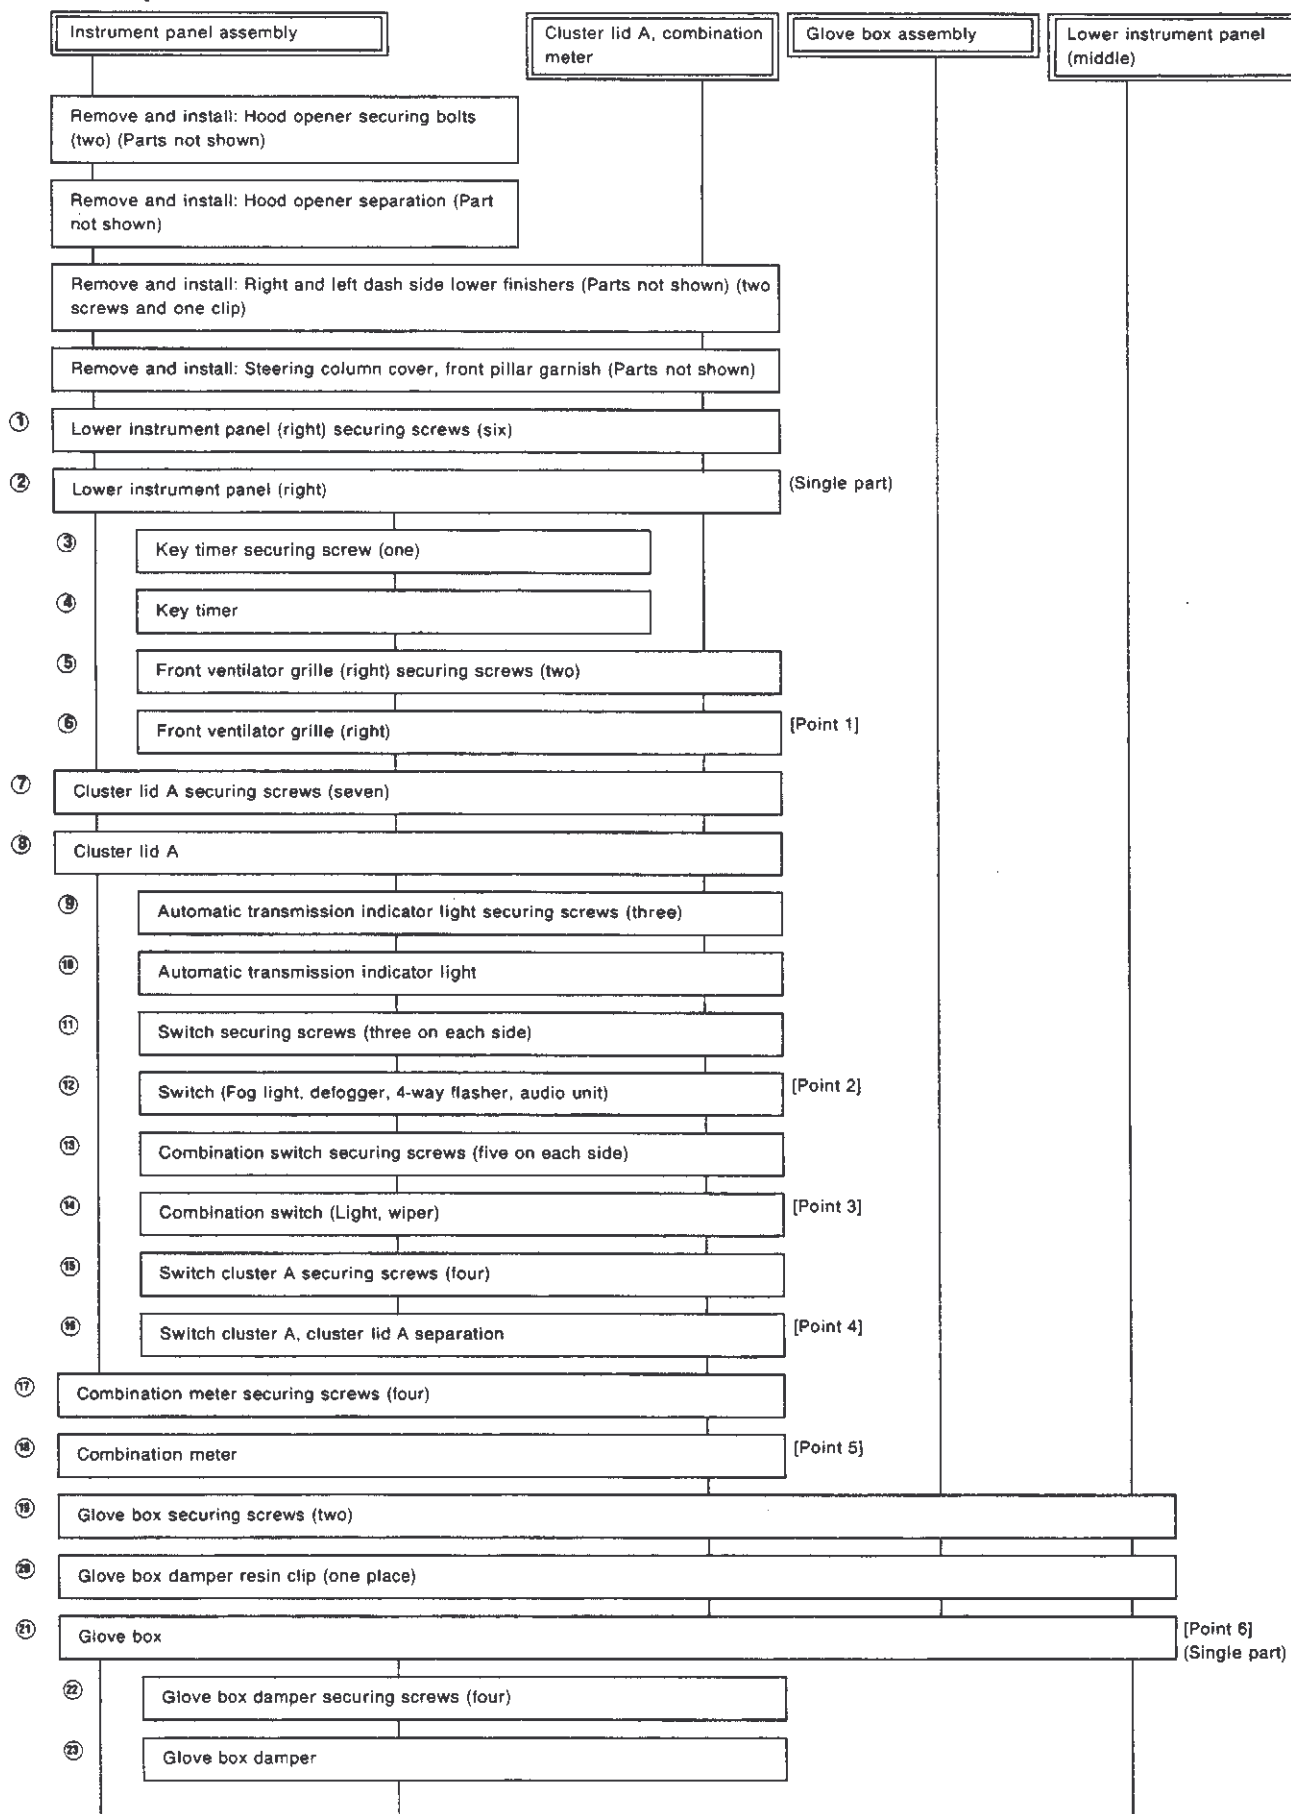 Instrument panel assembly
Cluster lid A, combination
meter
Glove box assembly
Lower instrument panel
(middle)
Remove and install: Hood opener securing bolts
(two) (Parts not shown)
Remove and install: Hood opener separation (Part
not shown)
Remove and install: Right and left dash side lower finishers (Parts not shown) (two
screws and one clip)
Remove and install: Steering column cover, front pillar garnish (Parts not shown)
① Lower instrument panel (right) securing screws (six)
② Lower instrument panel (right) (Single part)
③ Key timer securing screw (one)
④ Key timer
⑤ Front ventilator grille (right) securing screws (two)
⑥ Front ventilator grille (right) [Point 1]
⑦ Cluster lid A securing screws (seven)
⑧ Cluster lid A
⑨ Automatic transmission indicator light securing screws (three)
⑩ Automatic transmission indicator light
⑪ Switch securing screws (three on each side)
⑫ Switch (Fog light, defogger, 4-way flasher, audio unit) [Point 2]
⑬ Combination switch securing screws (five on each side)
⑭ Combination switch (Light, wiper) [Point 3]
⑮ Switch cluster A securing screws (four)
⑯ Switch cluster A, cluster lid A separation [Point 4]
⑰ Combination meter securing screws (four)
⑱ Combination meter [Point 5]
⑲ Glove box securing screws (two)
⑳ Glove box damper resin clip (one place)
㉑ Glove box [Point 6]
(Single part)
㉒ Glove box damper securing screws (four)
㉓ Glove box damper